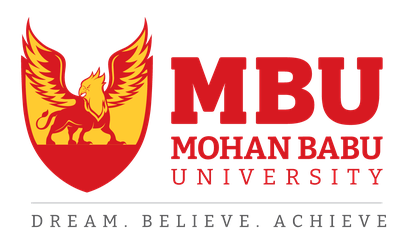 MBU
MOHAN BABU
UNIVERSITY
DREAM. BELIEVE. ACHIEVE